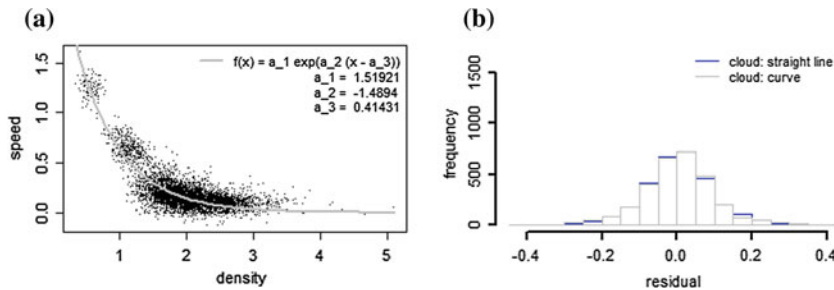 (a)
f(x) = a_1 exp(a_2 (x - a_3))
a_1 = 1.51921
a_2 = -1.4894
a_3 = 0.41431
speed
1.5
1.0
0.5
0.0
1 2 3 4 5
density
(b)
cloud: straight line
cloud: curve
frequency
1500
1000
500
0
-0.4 -0.2 0.0 0.2 0.4
residual